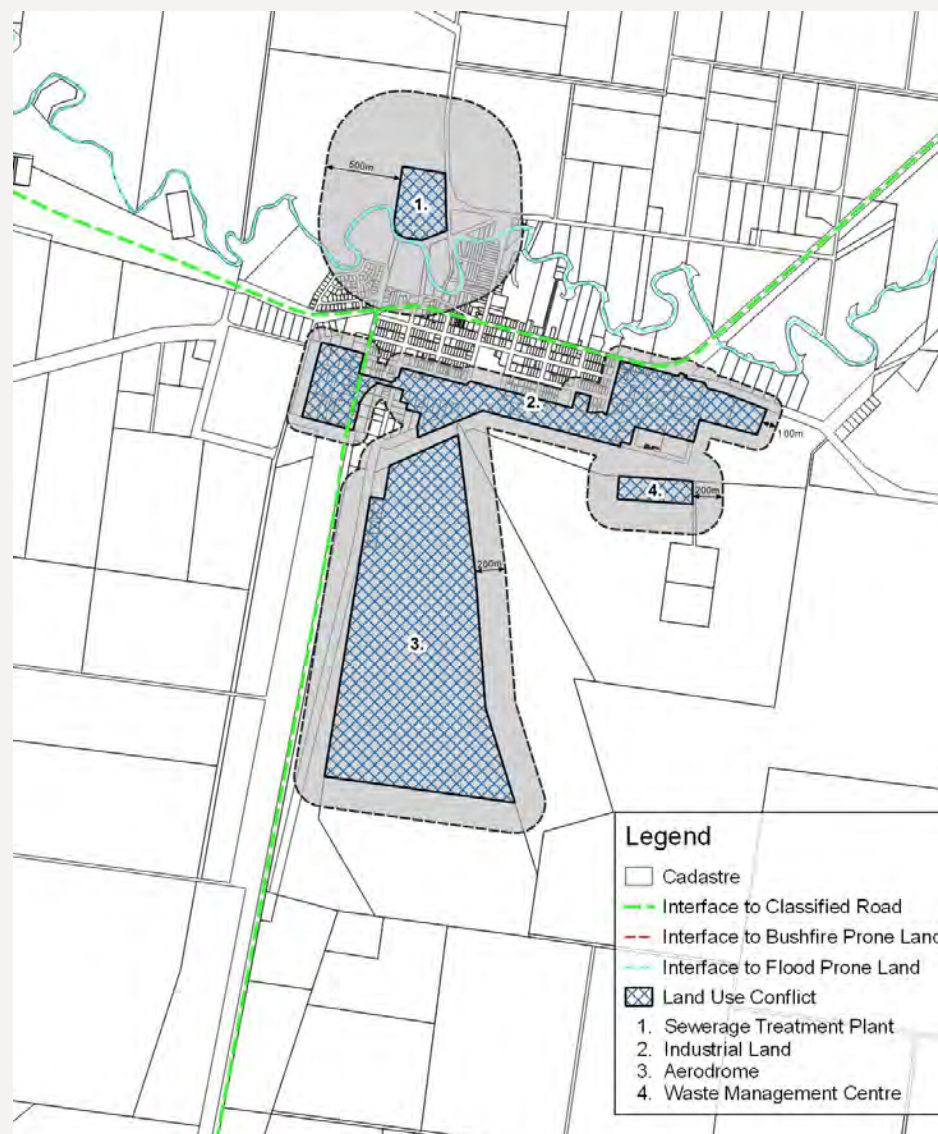 500m
1.
2.
100m
4.
200m
200m
3.
Legend
Cadastre
Interface to Classified Road
Interface to Bushfire Prone Land
Interface to Flood Prone Land
Land Use Conflict
1. Sewerage Treatment Plant
2. Industrial Land
3. Aerodrome
4. Waste Management Centre